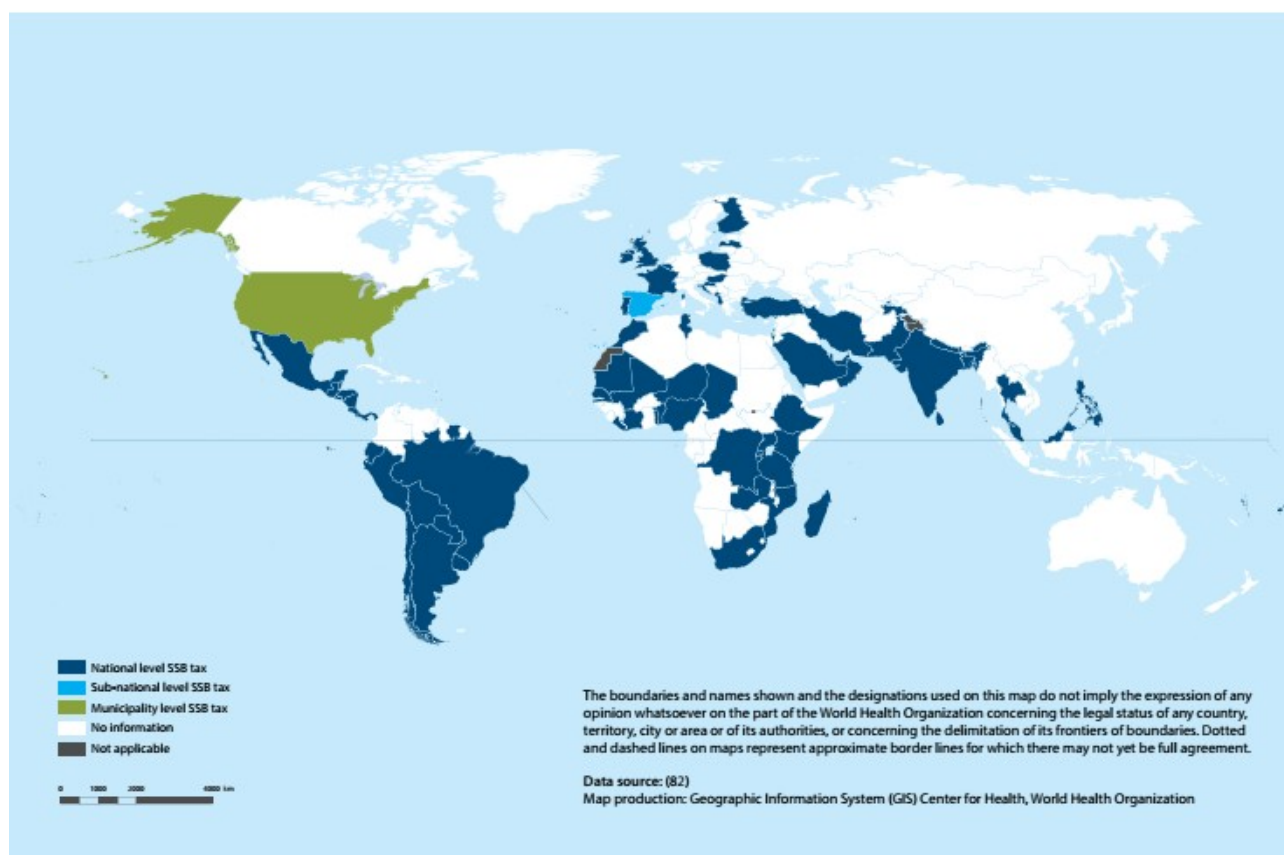 National level SSB tax
Sub-national level SSB tax
Municipality level SSB tax
No information
Not applicable
0 1000 2000 4000 km
The boundaries and names shown and the designations used on this map do not imply the expression of any
opinion whatsoever on the part of the World Health Organization concerning the legal status of any country,
territory, city or area or of its authorities, or concerning the delimitation of its frontiers of boundaries. Dotted
and dashed lines on maps represent approximate border lines for which there may not yet be full agreement.
Data source: (82)
Map production: Geographic Information System (GIS) Center for Health, World Health Organization